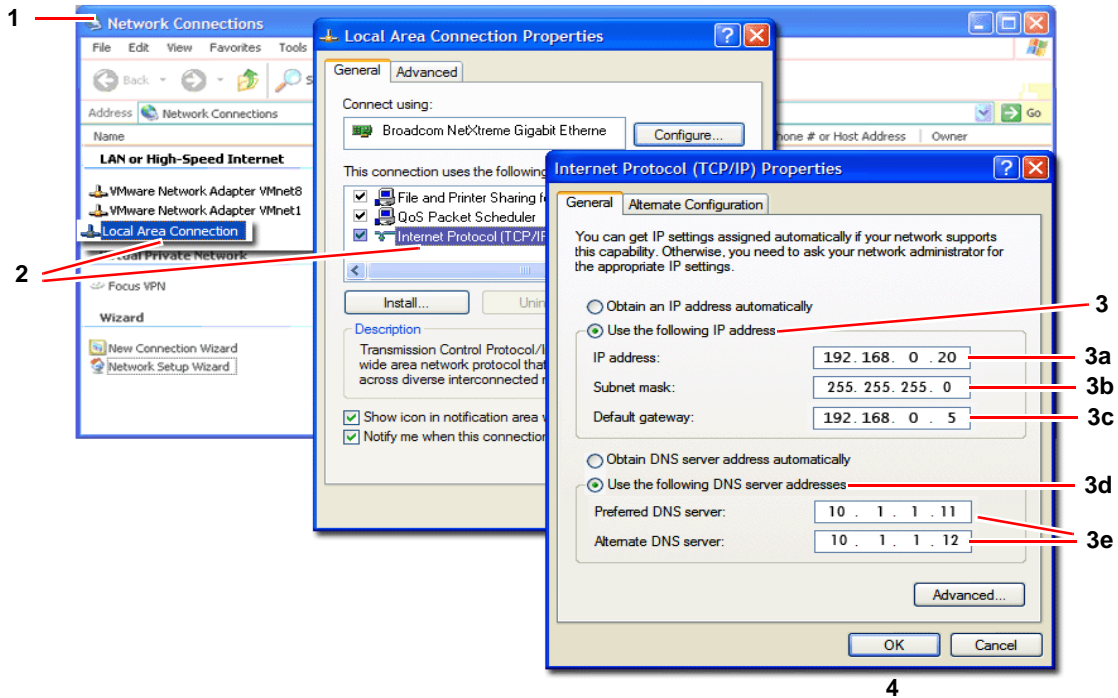 1
Network Connections
File Edit View Favorites Tools
Back
Address Network Connections
Go
Name
hone # or Host Address Owner
LAN or High-Speed Internet
VMware Network Adapter VMnet8
VMware Network Adapter VMnet1
Local Area Connection
2
tual Private Network
Focus VPN
Wizard
New Connection Wizard
Network Setup Wizard
Local Area Connection Properties
General Advanced
Connect using:
Broadcom NetXtreme Gigabit Etherne
Configure...
This connection uses the following
File and Printer Sharing f
QoS Packet Scheduler
Internet Protocol (TCP/IP
Install... Unin
Description
Transmission Control Protocol/I
wide area network protocol that
across diverse interconnected
Show icon in notification area
Notify me when this connection
Internet Protocol (TCP/IP) Properties
General Alternate Configuration
You can get IP settings assigned automatically if your network supports
this capability. Otherwise, you need to ask your network administrator for
the appropriate IP settings.
Obtain an IP address automatically
Use the following IP address
3
IP address: 192.168. 0 .20
3a
Subnet mask: 255.255.255. 0
3b
Default gateway: 192.168. 0 . 5
3c
Obtain DNS server address automatically
Use the following DNS server addresses
3d
Preferred DNS server: 10 . 1 . 1 .11
Alternate DNS server: 10 . 1 . 1 . 12
3e
Advanced...
OK Cancel
4